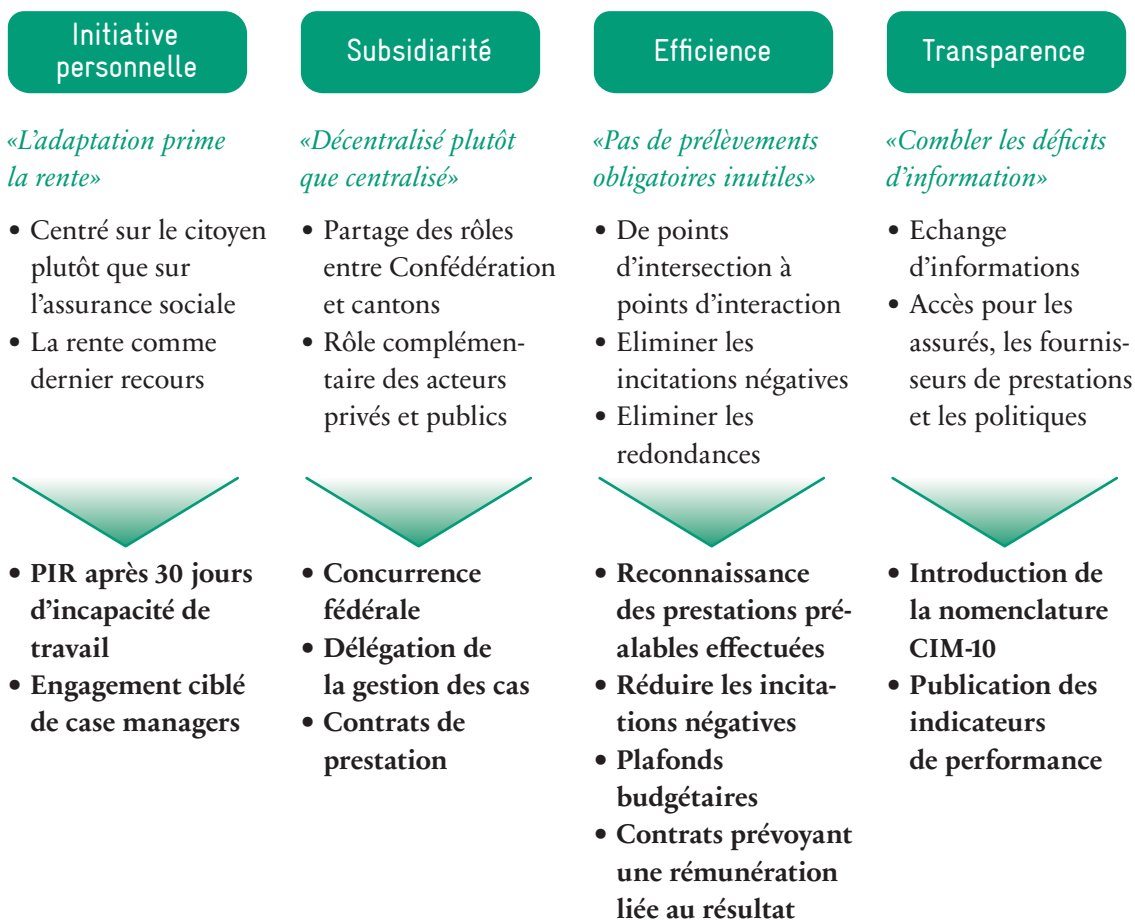 Initiative
personnelle
«L’adaptation prime
la rente»
• Centré sur le citoyen
plutôt que sur
l’assurance sociale
• La rente comme
dernier recours
• PIR après 30 jours
d’incapacité de
travail
• Engagement ciblé
de case managers
Subsidiarité
«Décentralisé plutôt
que centralisé»
• Partage des rôles
entre Confédération
et cantons
• Rôle complémen-
taire des acteurs
privés et publics
• Concurrence
fédérale
• Délégation de
la gestion des cas
• Contrats de
prestation
Efficience
«Pas de prélèvements
obligatoires inutiles»
• De points
d’intersection à
points d’interaction
• Eliminer les
incitations négatives
• Eliminer les
redondances
• Reconnaissance
des prestations pré-
alables effectuées
• Réduire les incita-
tions négatives
• Plafonds
budgétaires
• Contrats prévoyant
une rémunération
liée au résultat
Transparence
«Combler les déficits
d’information»
• Echange
d’informations
• Accès pour les
assurés, les fournis-
seurs de prestations
et les politiques
• Introduction de
la nomenclature
CIM-10
• Publication des
indicateurs
de performance